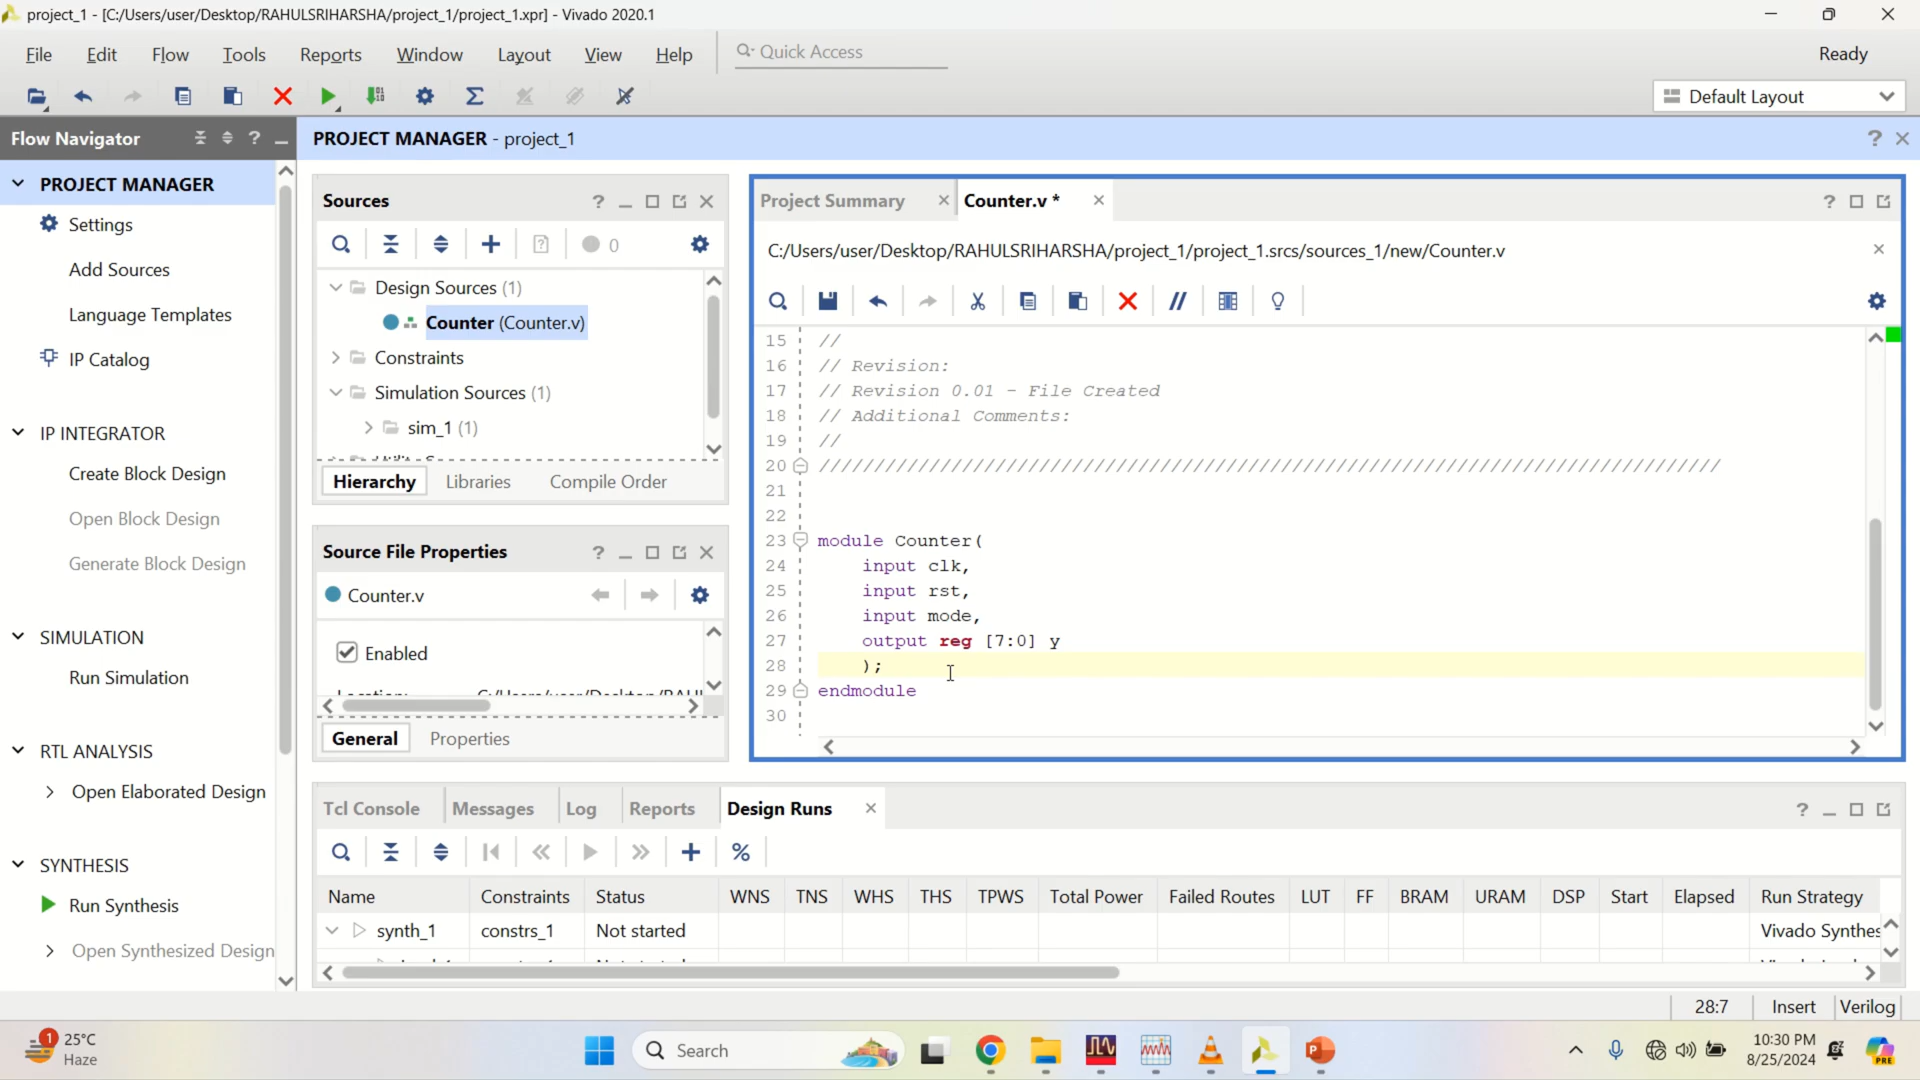 project_1 - [C:/Users/user/Desktop/RAHULSRIHARSHA/project_1/project_1.xpr] - Vivado 2020.1
File Edit Flow Tools Reports Window Layout View Help Quick Access Ready
Default Layout
Flow Navigator
PROJECT MANAGER - project_1
PROJECT MANAGER
Settings
Add Sources
Language Templates
IP Catalog
IP INTEGRATOR
Create Block Design
Open Block Design
Generate Block Design
SIMULATION
Run Simulation
RTL ANALYSIS
Open Elaborated Design
SYNTHESIS
Run Synthesis
Open Synthesized Design
Sources
0
Design Sources (1)
Counter (Counter.v)
Constraints
Simulation Sources (1)
sim_1 (1)
Hierarchy Libraries Compile Order
Source File Properties
Counter.v
Enabled
General Properties
Project Summary Counter.v *
C:/Users/user/Desktop/RAHULSRIHARSHA/project_1/project_1.srcs/sources_1/new/Counter.v
15 //
16 // Revision:
17 // Revision 0.01 - File Created
18 // Additional Comments:
19 //
20 //////////////////////////////////////////////////////////////////////////////////
21
22
23 module Counter(
24 input clk,
25 input rst,
26 input mode,
27 output reg [7:0] y
28 );
29 endmodule
30
Tcl Console Messages Log Reports Design Runs
Name Constraints Status WNS TNS WHS THS TPWS Total Power Failed Routes LUT FF BRAM URAM DSP Start Elapsed Run Strategy
synth_1 constrs_1 Not started Vivado Synthes
28:7 Insert Verilog
1
25°C
Haze
Search
10:30 PM
8/25/2024
PRE